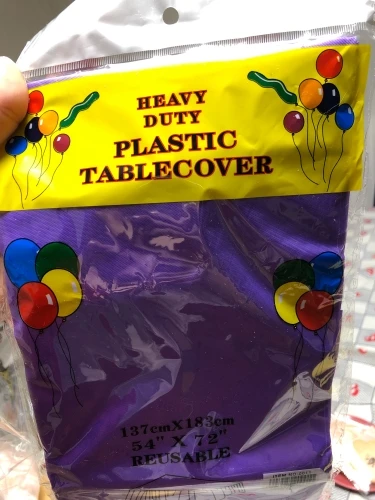 HEAVY
DUTY
PLASTIC
TABLECOVER
137cmX183cm
54" X 72"
REUSABLE